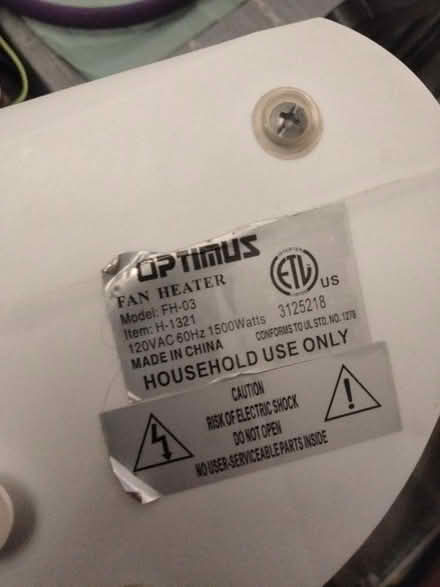 OPTIMUS
FAN HEATER
Model: FH-03
Item: H-1321
120VAC 60Hz 1500Watts
MADE IN CHINA
INTERTEK
ETL
US
3125218
CONFORMS TO UL STD. NO. 1278
HOUSEHOLD USE ONLY
CAUTION
RISK OF ELECTRIC SHOCK
DO NOT OPEN
NO USER-SERVICEABLE PARTS INSIDE